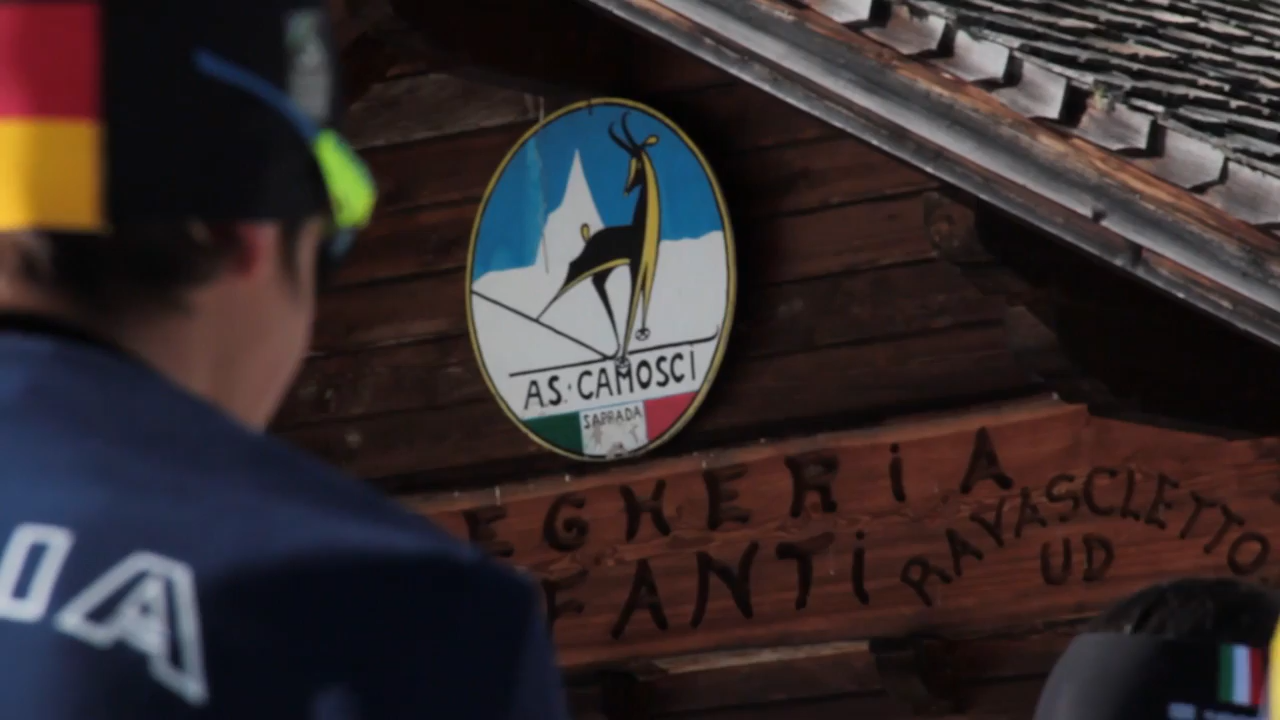 A.S. CAMOSCI
SAPPADA
EGHERIA
EANTI
RAVASCLETTO
UD
IA